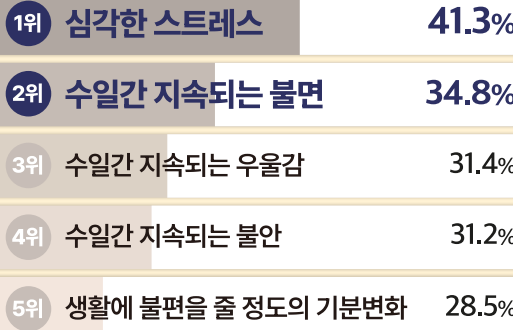 1위 심각한 스트레스 41.3%
2위 수일간 지속되는 불면 34.8%
3위 수일간 지속되는 우울감 31.4%
4위 수일간 지속되는 불안 31.2%
5위 생활에 불편을 줄 정도의 기분변화 28.5%